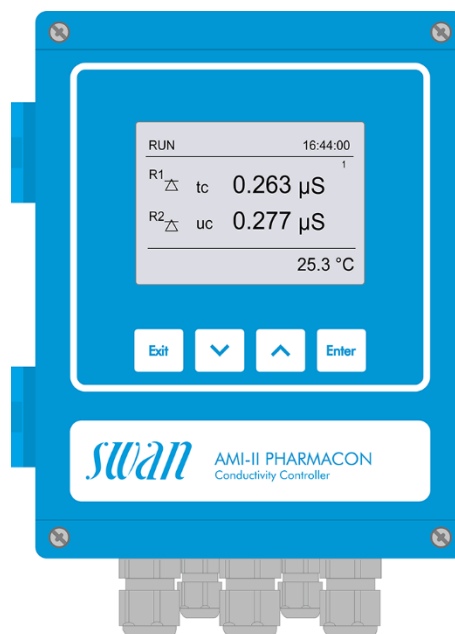 RUN 16:44:00
1
R1 tc 0.263 µS
R2 uc 0.277 µS
25.3 °C
Exit Enter
swan AMI-II PHARMACON
Conductivity Controller